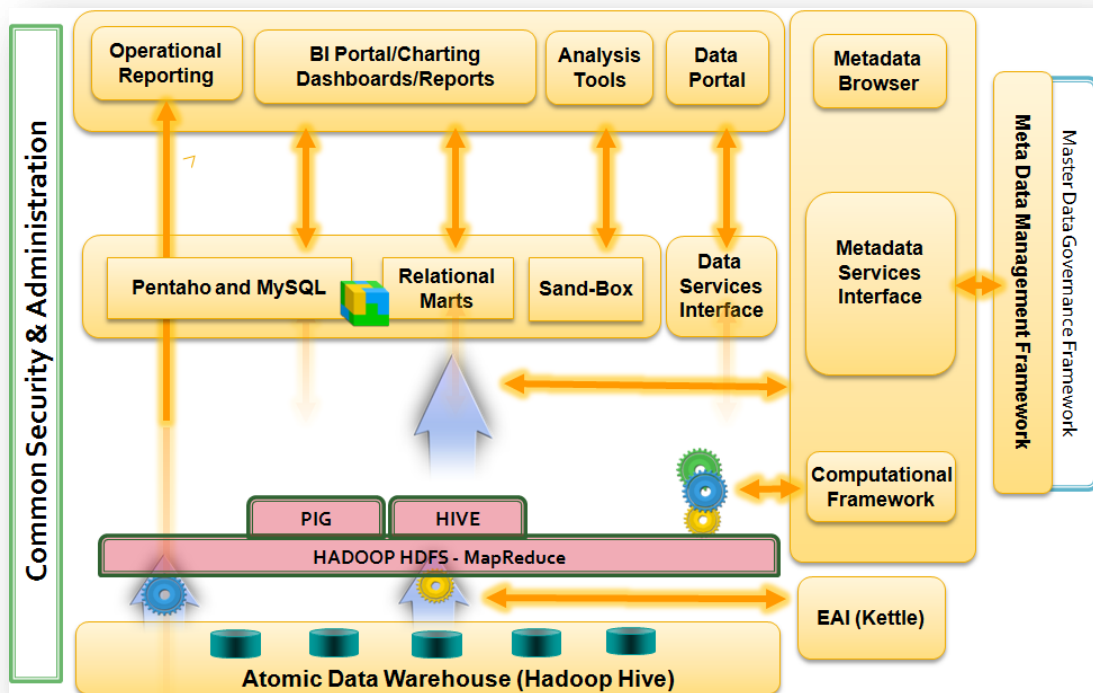 Common Security & Administration
Operational
Reporting
BI Portal/Charting
Dashboards/Reports
Analysis
Tools
Data
Portal
Metadata
Browser
Pentaho and MySQL
Relational
Marts
Sand-Box
Data
Services
Interface
Metadata
Services
Interface
Meta Data Management Framework
Master Data Governance Framework
Computational
Framework
PIG
HIVE
HADOOP HDFS - MapReduce
EAI (Kettle)
Atomic Data Warehouse (Hadoop Hive)